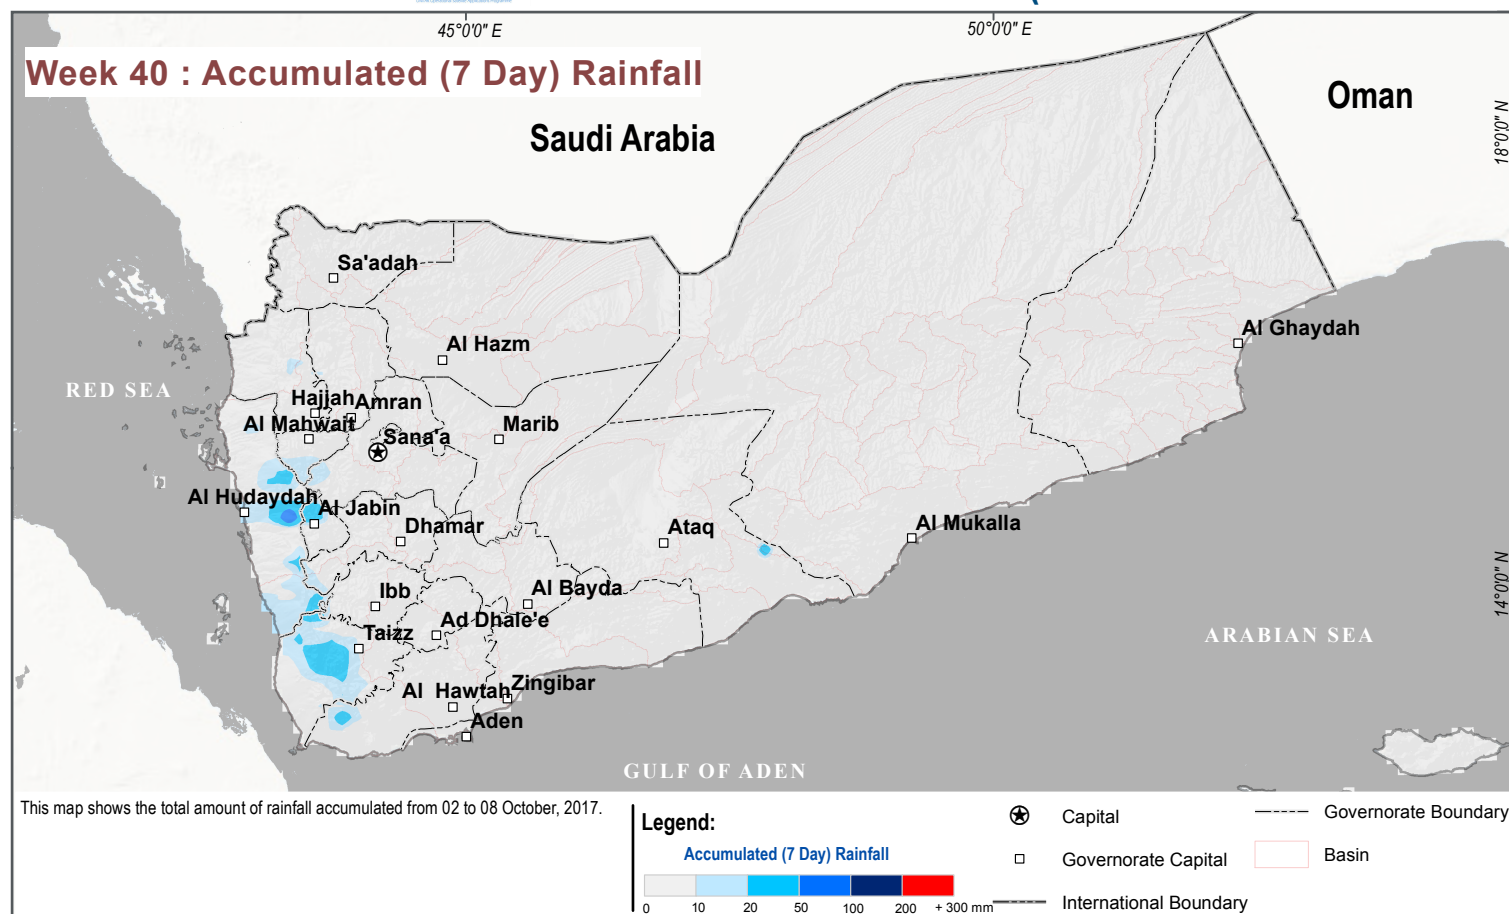 45°0'0" E
50°0'0" E
Week 40 : Accumulated (7 Day) Rainfall
Oman
Saudi Arabia
18°0'0" N
Sa'adah
Al Hazm
Al Ghaydah
RED SEA
Hajjah
Amran
Al Mahwait
Sana'a
Marib
Al Hudaydah
Al Jabin
Dhamar
Ataq
Al Mukalla
Ibb
Al Bayda
14°0'0" N
Ad Dhale'e
Taizz
ARABIAN SEA
Al Hawtah
Zingibar
Aden
GULF OF ADEN
This map shows the total amount of rainfall accumulated from 02 to 08 October, 2017.
Legend:
Accumulated (7 Day) Rainfall
0 10 20 50 100 200 + 300 mm
Capital
Governorate Capital
International Boundary
Governorate Boundary
Basin